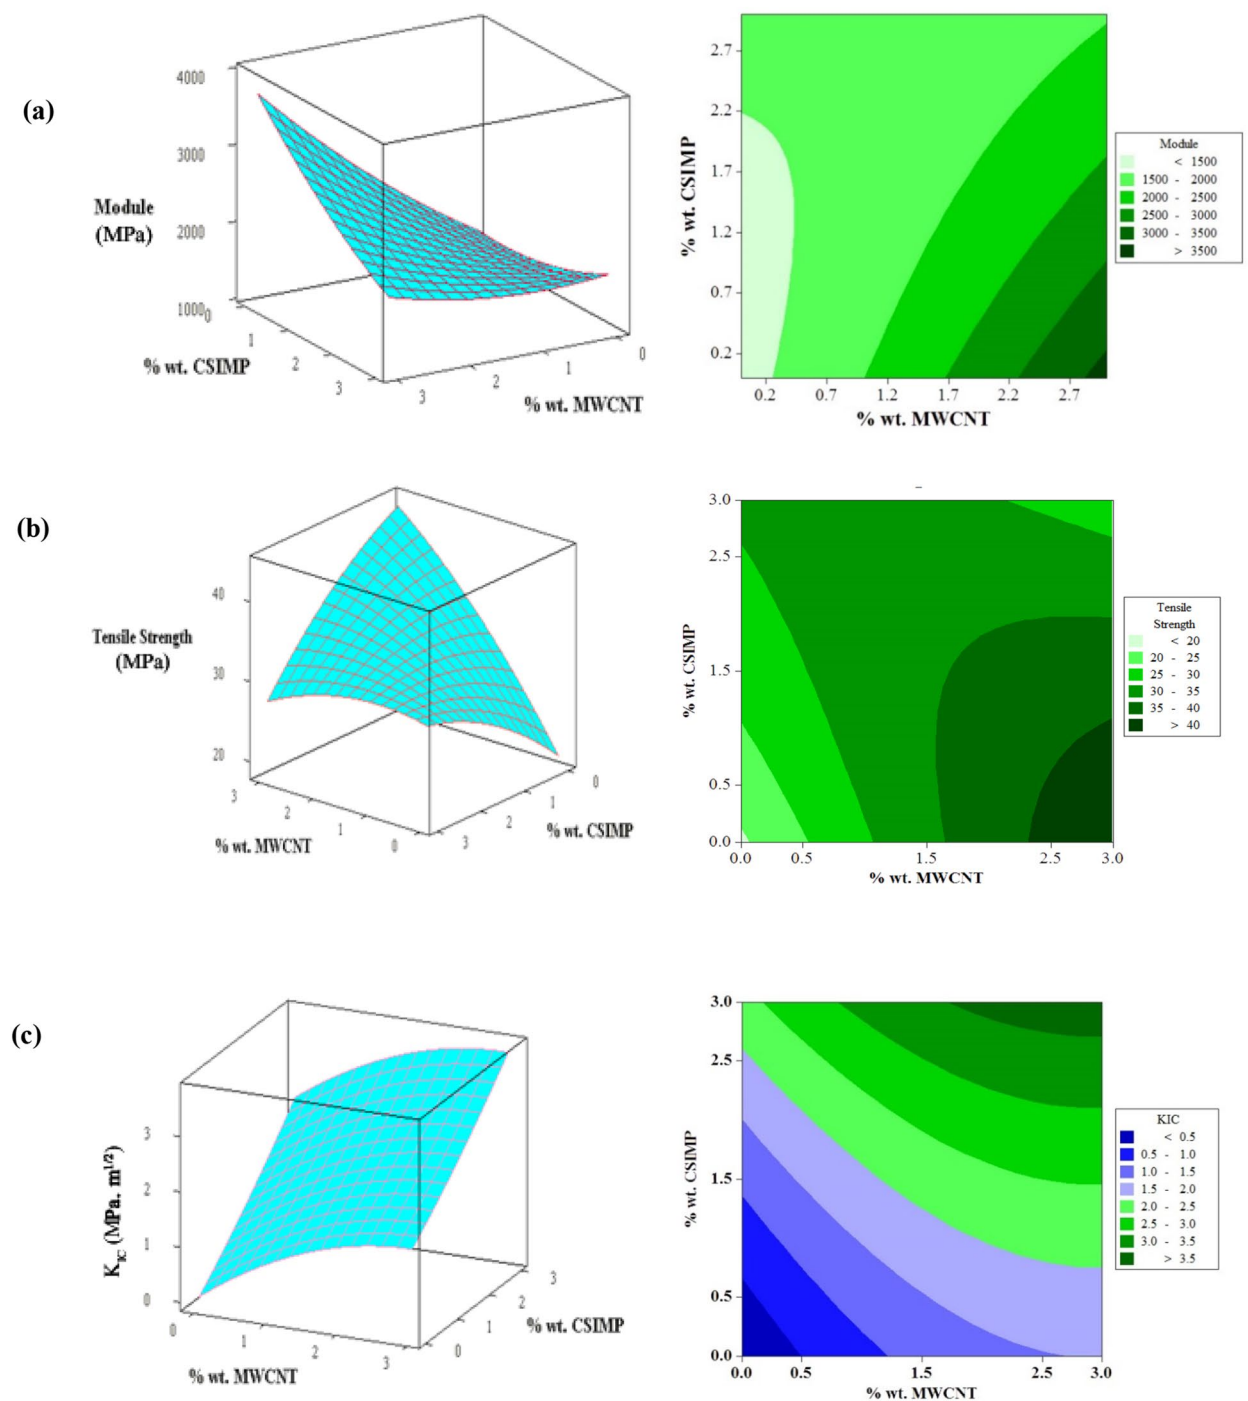 (a)
4000
3000
2000
1000
Module
(MPa)
0
1
2
3
% wt. CSIMP
3
2
1
0
% wt. MWCNT
2.7
2.2
1.7
1.2
0.7
0.2
% wt. CSIMP
0.2 0.7 1.2 1.7 2.2 2.7
% wt. MWCNT
Module
< 1500
1500 - 2000
2000 - 2500
2500 - 3000
3000 - 3500
> 3500
(b)
40
30
20
Tensile Strength
(MPa)
3
2
1
0
% wt. MWCNT
3
2
1
0
% wt. CSIMP
3.0
2.5
1.5
0.5
0.0
% wt. CSIMP
0.0 0.5 1.5 2.5 3.0
% wt. MWCNT
Tensile
Strength
< 20
20 - 25
25 - 30
30 - 35
35 - 40
> 40
(c)
3
2
1
0
KIC (MPa. m1/2)
0
1
2
3
% wt. MWCNT
0
1
2
3
% wt. CSIMP
3.0
2.5
1.5
0.5
0.0
% wt. CSIMP
0.0 0.5 1.5 2.5 3.0
% wt. MWCNT
KIC
< 0.5
0.5 - 1.0
1.0 - 1.5
1.5 - 2.0
2.0 - 2.5
2.5 - 3.0
3.0 - 3.5
> 3.5